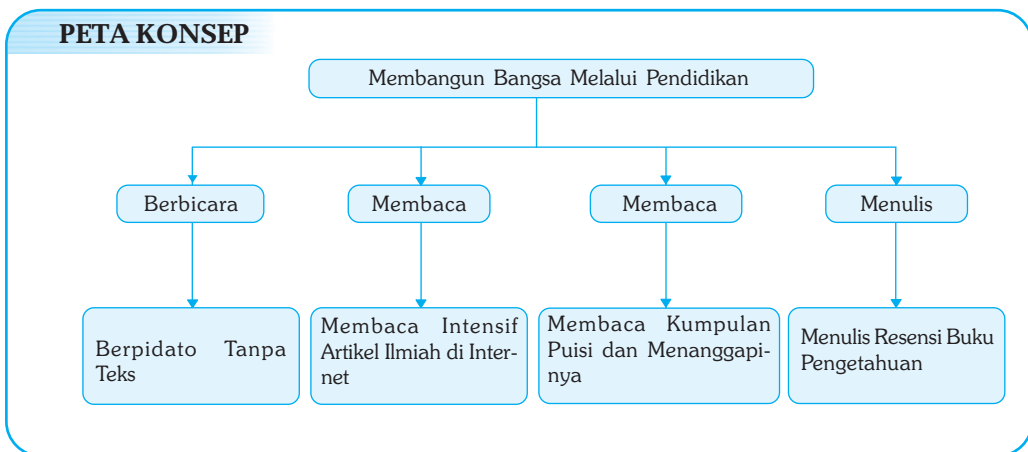 PETA KONSEP
Membangun Bangsa Melalui Pendidikan
Berbicara
Membaca
Membaca
Menulis
Berpidato Tanpa
Teks
Membaca Intensif
Artikel Ilmiah di Inter-
net
Membaca Kumpulan
Puisi dan Menanggapi-
nya
Menulis Resensi Buku
Pengetahuan